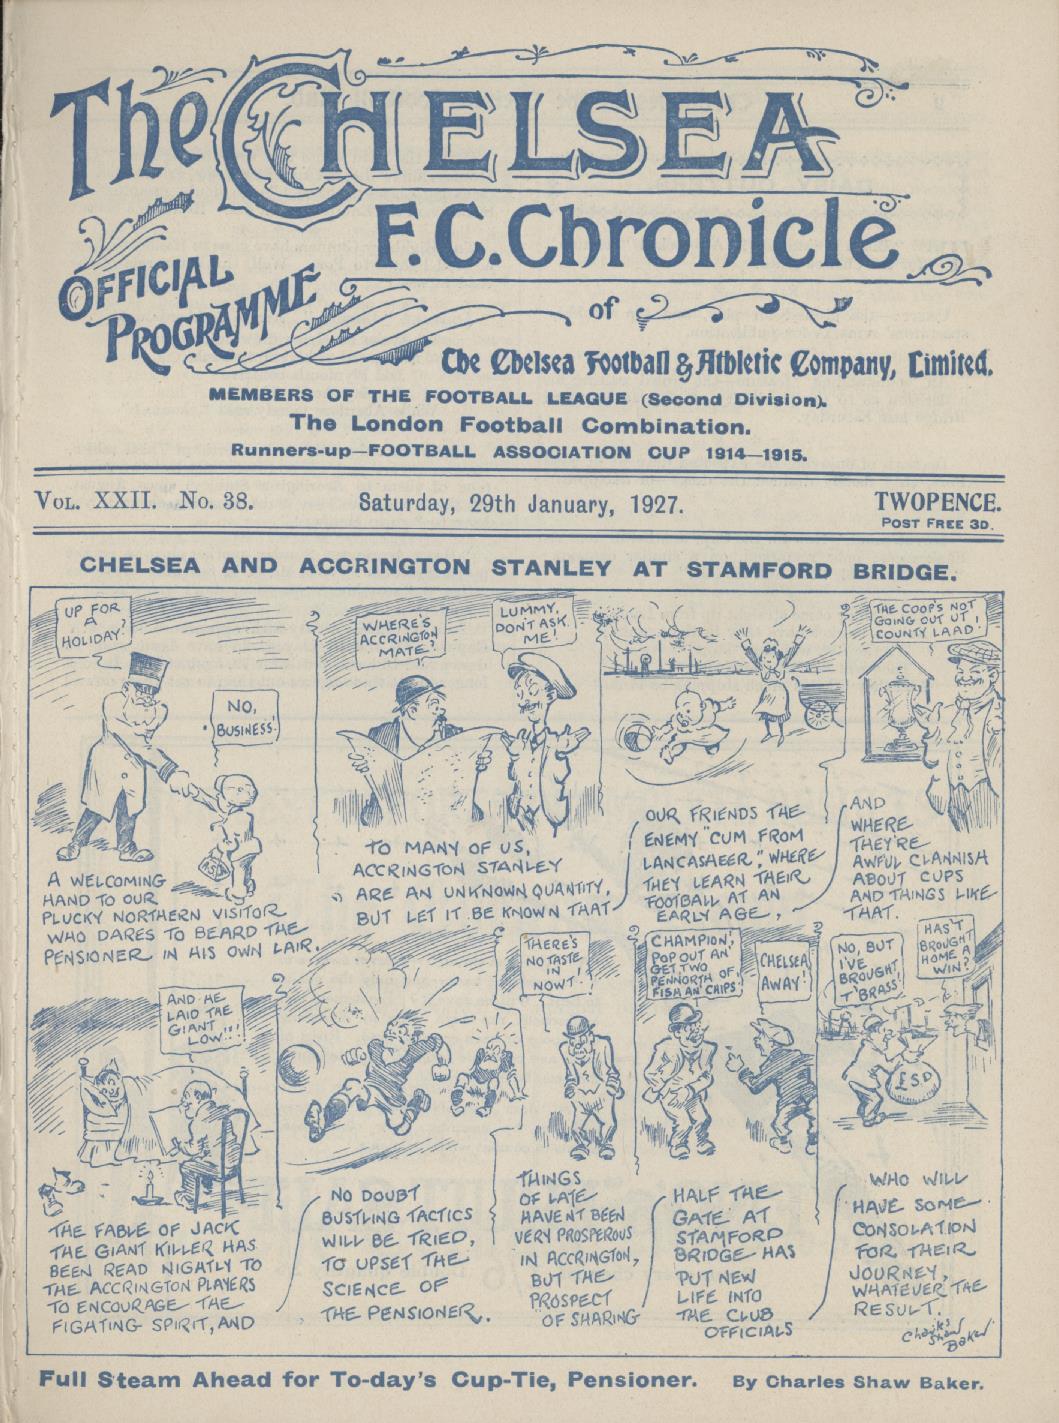 The CHELSEA
F.C. Chronicle
OFFICIAL
PROGRAMME
of
The Chelsea Football & Athletic Company, Limited.
MEMBERS OF THE FOOTBALL LEAGUE (Second Division).
The London Football Combination.
Runners-up—FOOTBALL ASSOCIATION CUP 1914—1915.
VOL. XXII. No. 38.
Saturday, 29th January, 1927.
TWOPENCE.
POST FREE 3D.
CHELSEA AND ACCRINGTON STANLEY AT STAMFORD BRIDGE.
UP FOR
A
HOLIDAY?
NO,
BUSINESS!
A WELCOMING
HAND TO OUR
PLUCKY NORTHERN VISITOR
WHO DARES TO BEARD THE
PENSIONER IN HIS OWN LAIR.
WHERE'S
ACCRINGTON
MATE?
LUMMY,
DON'T ASK
ME!
TO MANY OF US,
ACCRINGTON STANLEY
ARE AN UNKNOWN QUANTITY,
BUT LET IT BE KNOWN THAT
OUR FRIENDS THE
ENEMY "CUM FROM
LANCASHEER", WHERE
THEY LEARN THEIR
FOOTBALL AT AN
EARLY AGE,
THE COOP'S NOT
GOING OUT UT
COUNTY LAAD!
AND
WHERE
THEY'RE
AWFUL CLANNISH
ABOUT CUPS
AND THINGS LIKE
THAT.
AND HE
LAID THE
GIANT
LOW...!
THE FABLE OF JACK
THE GIANT KILLER HAS
BEEN READ NIGHTLY TO
THE ACCRINGTON PLAYERS
TO ENCOURAGE THE
FIGHTING SPIRIT, AND
NO DOUBT
BUSTLING TACTICS
WILL BE TRIED,
TO UPSET THE
SCIENCE OF
THE PENSIONER.
THERE'S
NO TASTE
IN
NOWT!
THINGS
OF LATE
HAVEN'T BEEN
VERY PROSPEROUS
IN ACCRINGTON,
BUT THE
PROSPECT
OF SHARING
CHAMPION!
POP OUT AN'
GET TWO
PENNORTH OF
FISH AN' CHIPS!
CHELSEA
AWAY!
HALF THE
GATE AT
STAMFORD
BRIDGE HAS
PUT NEW
LIFE INTO
THE CLUB
OFFICIALS
NO, BUT
I'VE
BROUGHT
T'BRASS!
HAS'T
BROUGHT
HOME A
WIN?
£.S.D
WHO WILL
HAVE SOME
CONSOLATION
FOR THEIR
JOURNEY,
WHATEVER THE
RESULT.
Charles
Shaw
Baker
Full Steam Ahead for To-day's Cup-Tie, Pensioner. By Charles Shaw Baker.